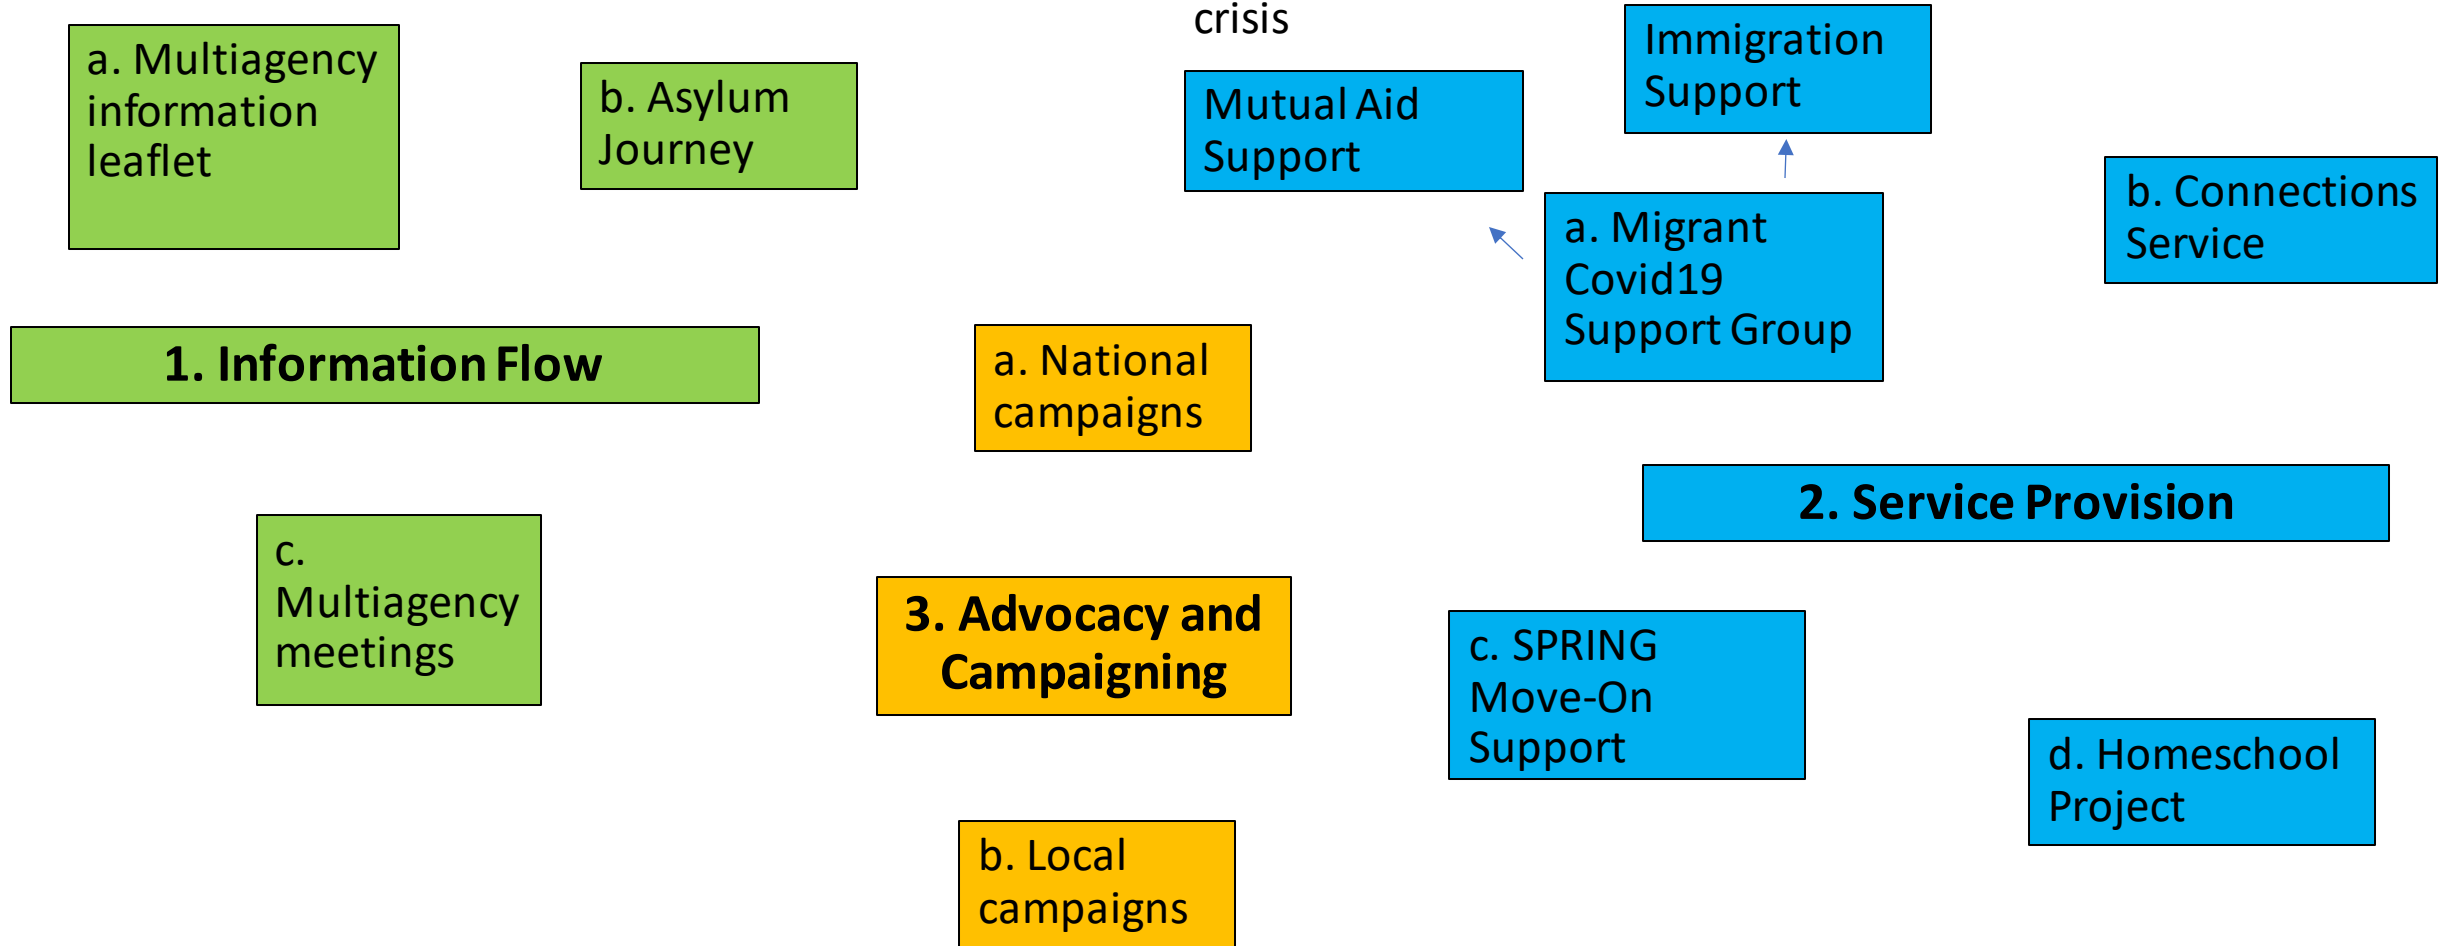 crisis
a. Multiagency
information
leaflet
b. Asylum
Journey
Mutual Aid
Support
Immigration
Support
a. Migrant
Covid19
Support Group
b. Connections
Service
1. Information Flow
a. National
campaigns
2. Service Provision
c.
Multiagency
meetings
3. Advocacy and
Campaigning
c. SPRING
Move-On
Support
d. Homeschool
Project
b. Local
campaigns